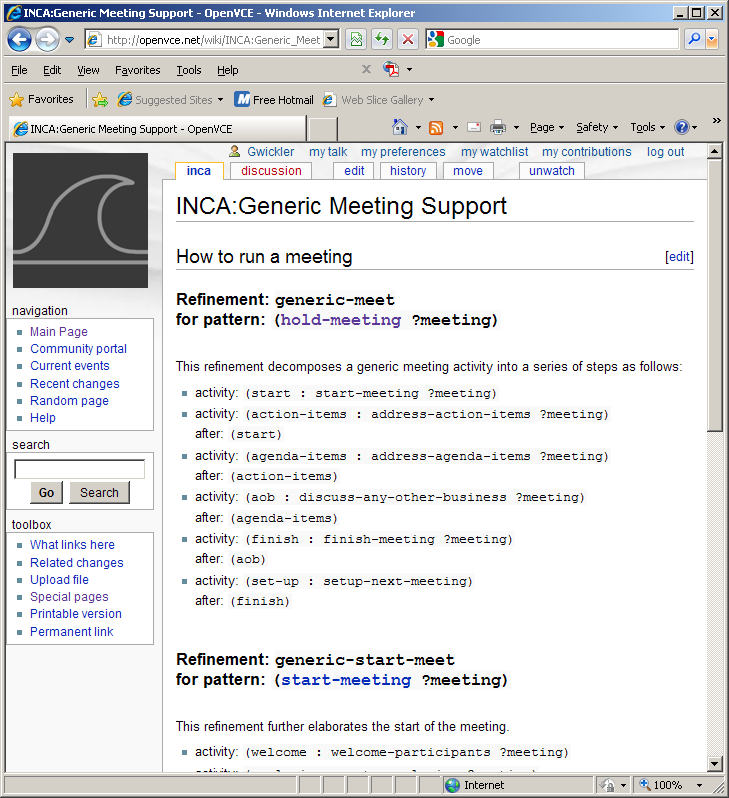 INCA:Generic Meeting Support - OpenVCE - Windows Internet Explorer
http://openvce.net/wiki/INCA:Generic_Meet
Google
File Edit View Favorites Tools Help
Favorites Suggested Sites Free Hotmail Web Slice Gallery
INCA:Generic Meeting Support - OpenVCE
Page Safety Tools
Gwickler my talk my preferences my watchlist my contributions log out
inca discussion edit history move unwatch
INCA:Generic Meeting Support
How to run a meeting [edit]
Refinement: generic-meet
for pattern: (hold-meeting ?meeting)
This refinement decomposes a generic meeting activity into a series of steps as follows:
activity: (start : start-meeting ?meeting)
activity: (action-items : address-action-items ?meeting)
after: (start)
activity: (agenda-items : address-agenda-items ?meeting)
after: (action-items)
activity: (aob : discuss-any-other-business ?meeting)
after: (agenda-items)
activity: (finish : finish-meeting ?meeting)
after: (aob)
activity: (set-up : setup-next-meeting)
after: (finish)
Refinement: generic-start-meet
for pattern: (start-meeting ?meeting)
This refinement further elaborates the start of the meeting.
activity: (welcome : welcome-participants ?meeting)
navigation
Main Page
Community portal
Current events
Recent changes
Random page
Help
search
Go Search
toolbox
What links here
Related changes
Upload file
Special pages
Printable version
Permanent link
Internet 100%